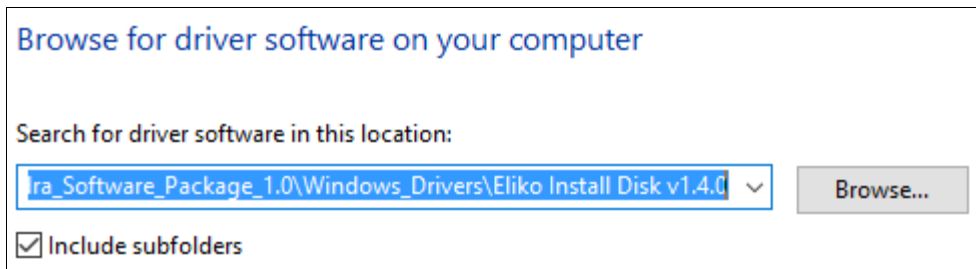 Browse for driver software on your computer
Search for driver software in this location:
lra_Software_Package_1.0\Windows_Drivers\Eliko Install Disk v1.4.0
Browse...
Include subfolders